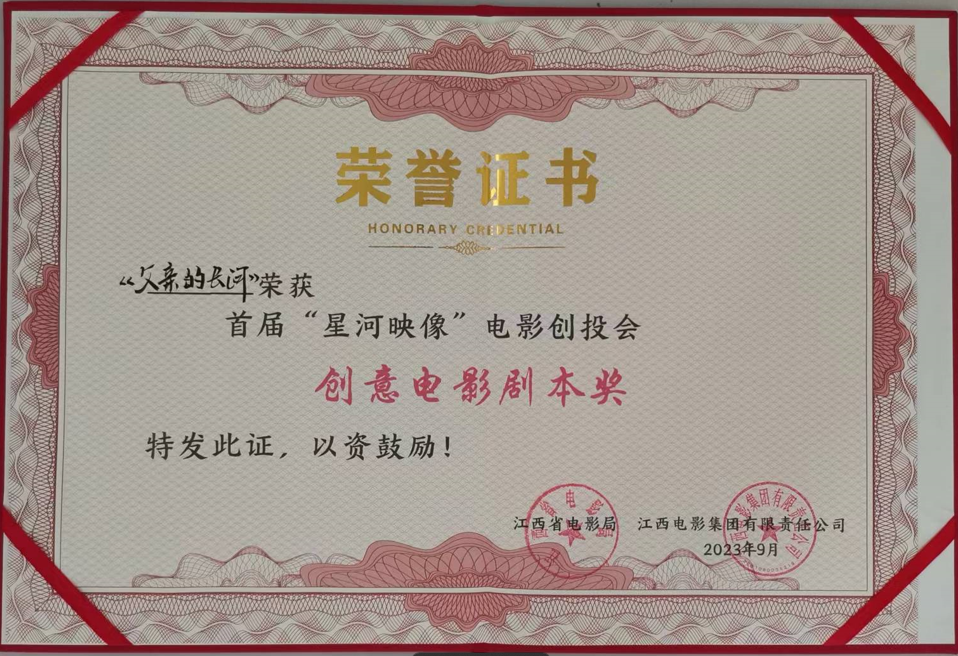 荣誉证书
HONORARY CREDENTIAL
“父亲的长河”荣获
首届“星河映像”电影创投会
创意电影剧本奖
特发此证，以资鼓励！
江西省电影局 江西电影集团有限责任公司
2023年9月